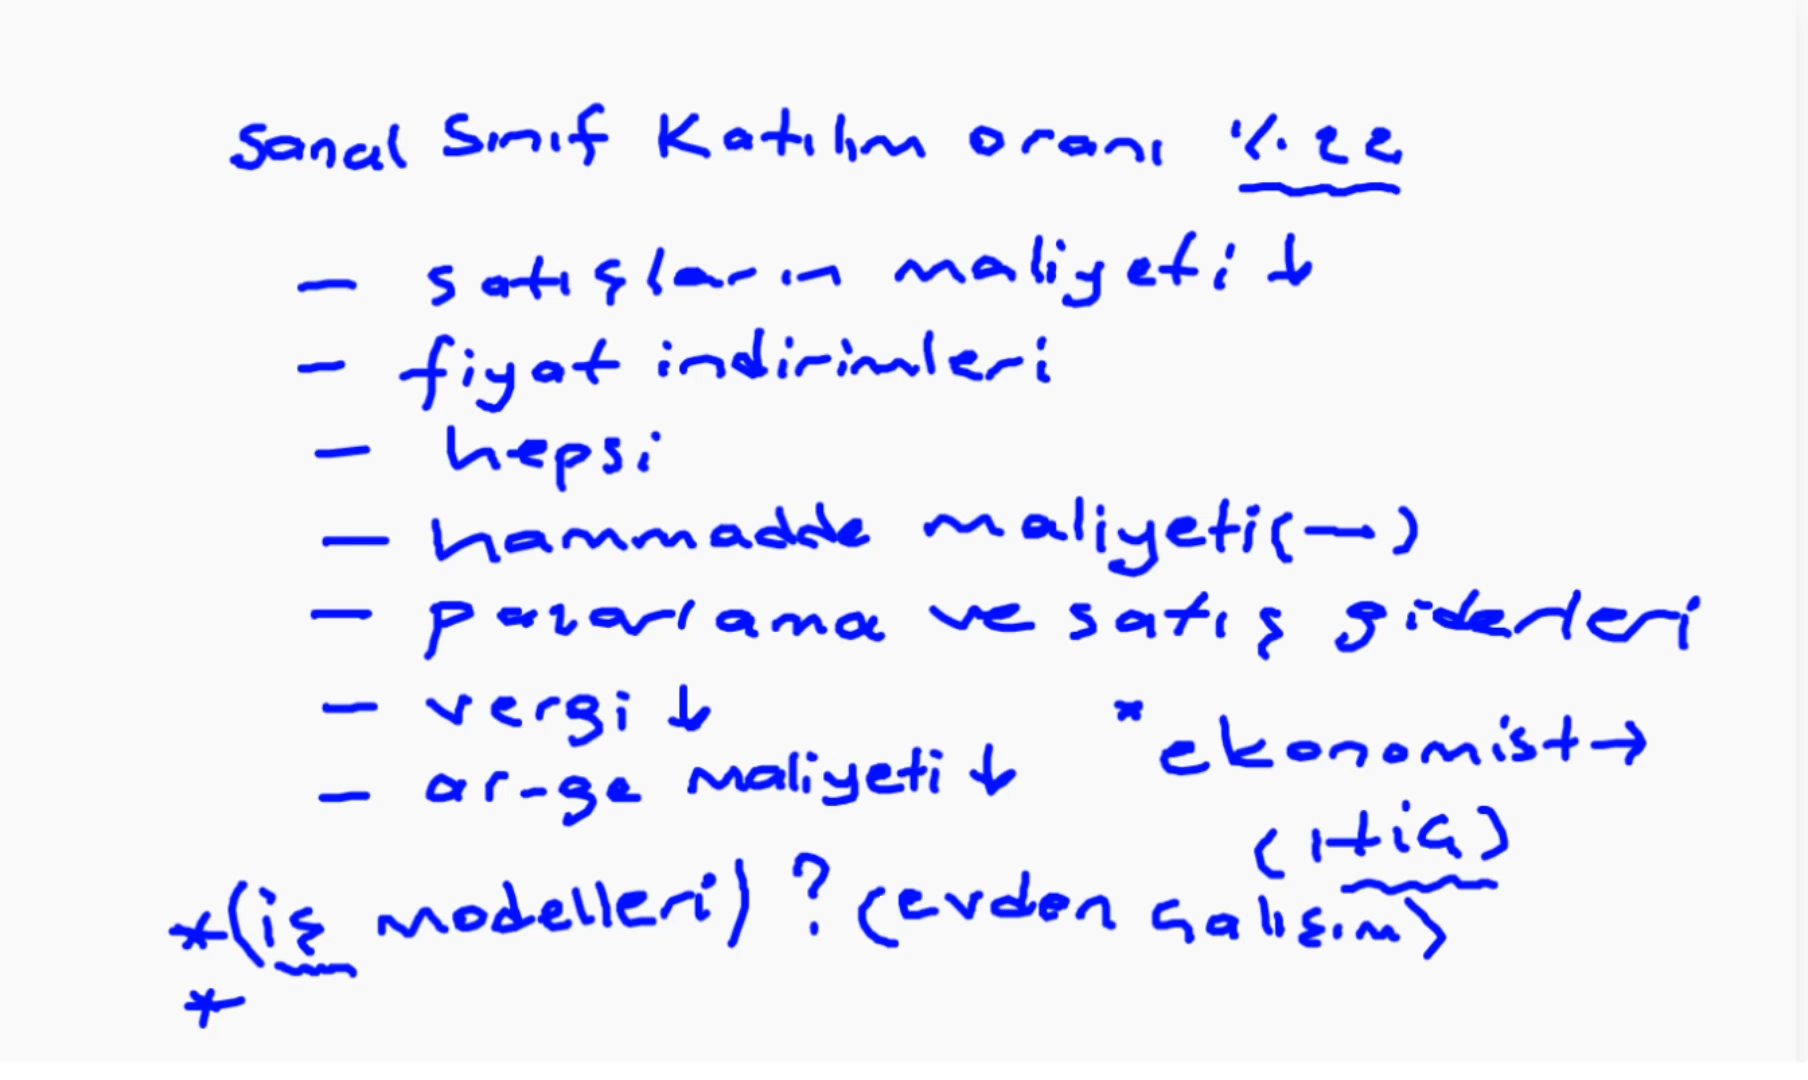 Sanal Sınıf Katılım oranı %22
- satışların maliyeti ↓
- fiyat indirimleri
- hepsi
- hammadde maliyeti(-)
- pazarlama ve satış giderleri
- vergi ↓
- ar-ge maliyeti ↓
* ekonomist →
*(iş modelleri) ? (evden çalışım)
*